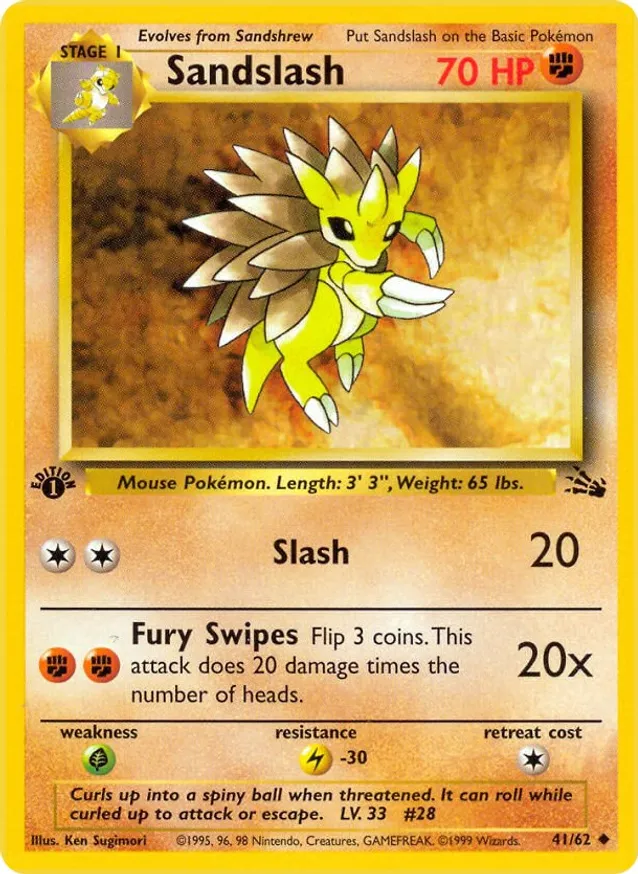 Evolves from Sandshrew Put Sandslash on the Basic Pokémon
STAGE 1
Sandslash 70 HP
EDITION
1
Mouse Pokémon. Length: 3' 3", Weight: 65 lbs.
Slash 20
Fury Swipes Flip 3 coins. This
attack does 20 damage times the
number of heads.
20x
weakness resistance retreat cost
-30
Curls up into a spiny ball when threatened. It can roll while
curled up to attack or escape. LV. 33 #28
Illus. Ken Sugimori ©1995, 96, 98 Nintendo, Creatures, GAMEFREAK. ©1999 Wizards. 41/62